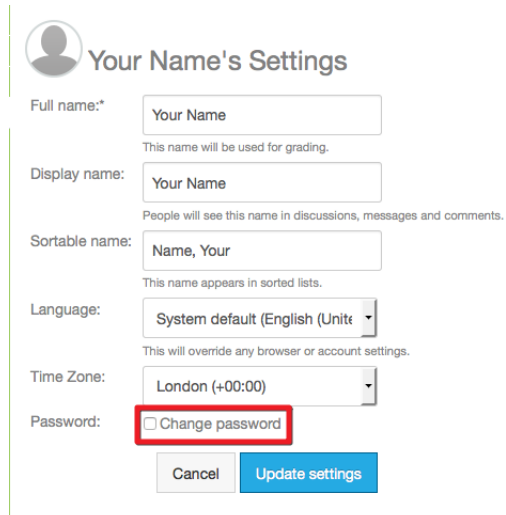 Your Name's Settings
Full name:*
Your Name
This name will be used for grading.
Display name:
Your Name
People will see this name in discussions, messages and comments.
Sortable name:
Name, Your
This name appears in sorted lists.
Language:
System default (English (Unite
This will override any browser or account settings.
Time Zone:
London (+00:00)
Password:
Change password
Cancel
Update settings